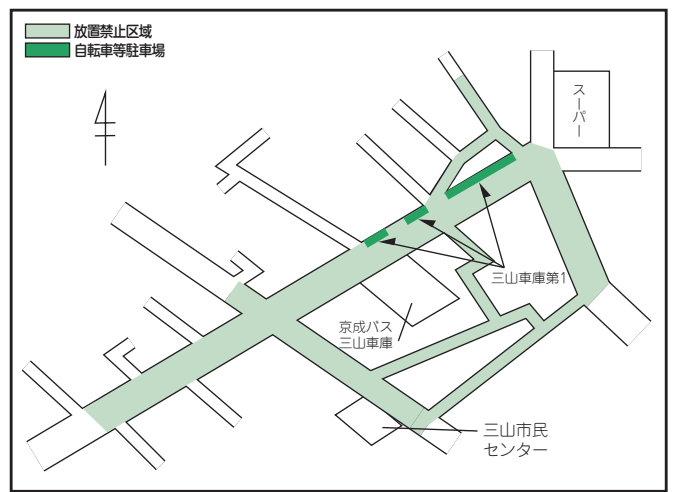 放置禁止区域
自転車等駐車場
スーパー
三山車庫第1
京成バス
三山車庫
三山市民
センター